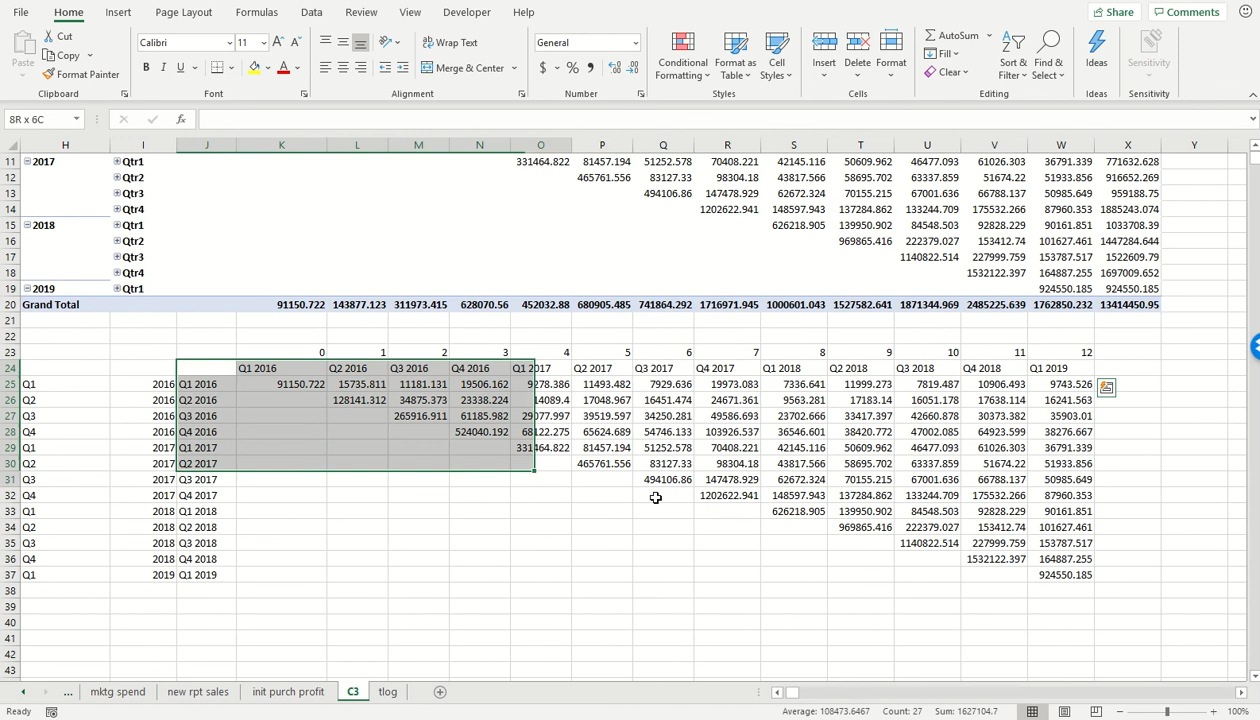 File Home Insert Page Layout Formulas Data Review View Developer Help Share Comments
Paste Cut Copy Format Painter Clipboard
Calibri 11 A A B I U A Font
ab Wrap Text Merge & Center Alignment
General $ % , Number
Conditional Formatting Format as Table Cell Styles Styles
Insert Delete Format Cells
AutoSum Fill Clear Sort & Filter Find & Select Editing
Ideas Ideas
Sensitivity Sensitivity
8R x 6C fx
H I J K L M N O P Q R S T U V W X Y
11 2017 Qtr1 331464.822 81457.194 51252.578 70408.221 42145.116 50609.962 46477.093 61026.303 36791.339 771632.628
12 Qtr2 465761.556 83127.33 98304.18 43817.566 58695.702 63337.859 51674.22 51933.856 916652.269
13 Qtr3 494106.86 147478.929 62672.324 70155.215 67001.636 66788.137 50985.649 959188.75
14 Qtr4 1202622.941 148597.943 137284.862 133244.709 175532.266 87960.353 1885243.074
15 2018 Qtr1 626218.905 139950.902 84548.503 92828.229 90161.851 1033708.39
16 Qtr2 969865.416 222379.027 153412.74 101627.461 1447284.644
17 Qtr3 1140822.514 227999.759 153787.517 1522609.79
18 Qtr4 1532122.397 164887.255 1697009.652
19 2019 Qtr1 924550.185 924550.185
20 Grand Total 91150.722 143877.123 311973.415 628070.56 452032.88 680905.485 741864.292 1716971.945 1000601.043 1527582.641 1871344.969 2485225.639 1762850.232 13414450.95
21
22
23 0 1 2 3 4 5 6 7 8 9 10 11 12
24 Q1 2016 Q2 2016 Q3 2016 Q4 2016 Q1 2017 Q2 2017 Q3 2017 Q4 2017 Q1 2018 Q2 2018 Q3 2018 Q4 2018 Q1 2019
25 Q1 2016 Q1 2016 91150.722 15735.811 11181.131 19506.162 9278.386 11493.482 7929.636 19973.083 7336.641 11999.273 7819.487 10906.493 9743.526
26 Q2 2016 Q2 2016 128141.312 34875.373 23338.224 14089.4 17048.967 16451.474 24671.361 9563.281 17183.14 16051.178 17638.114 16241.563
27 Q3 2016 Q3 2016 265916.911 61185.982 29077.997 39519.597 34250.281 49586.693 23702.666 33417.397 42660.878 30373.382 35903.01
28 Q4 2016 Q4 2016 524040.192 68122.275 65624.689 54746.133 103926.537 36546.601 38420.772 47002.085 64923.599 38276.667
29 Q1 2017 Q1 2017 331464.822 81457.194 51252.578 70408.221 42145.116 50609.962 46477.093 61026.303 36791.339
30 Q2 2017 Q2 2017 465761.556 83127.33 98304.18 43817.566 58695.702 63337.859 51674.22 51933.856
31 Q3 2017 Q3 2017 494106.86 147478.929 62672.324 70155.215 67001.636 66788.137 50985.649
32 Q4 2017 Q4 2017 1202622.941 148597.943 137284.862 133244.709 175532.266 87960.353
33 Q1 2018 Q1 2018 626218.905 139950.902 84548.503 92828.229 90161.851
34 Q2 2018 Q2 2018 969865.416 222379.027 153412.74 101627.461
35 Q3 2018 Q3 2018 1140822.514 227999.759 153787.517
36 Q4 2018 Q4 2018 1532122.397 164887.255
37 Q1 2019 Q1 2019 924550.185
38
39
40
41
42
43
... mktg spend new rpt sales init purch profit C3 tlog
Ready Average: 108473.6467 Count: 27 Sum: 1627104.7 100%